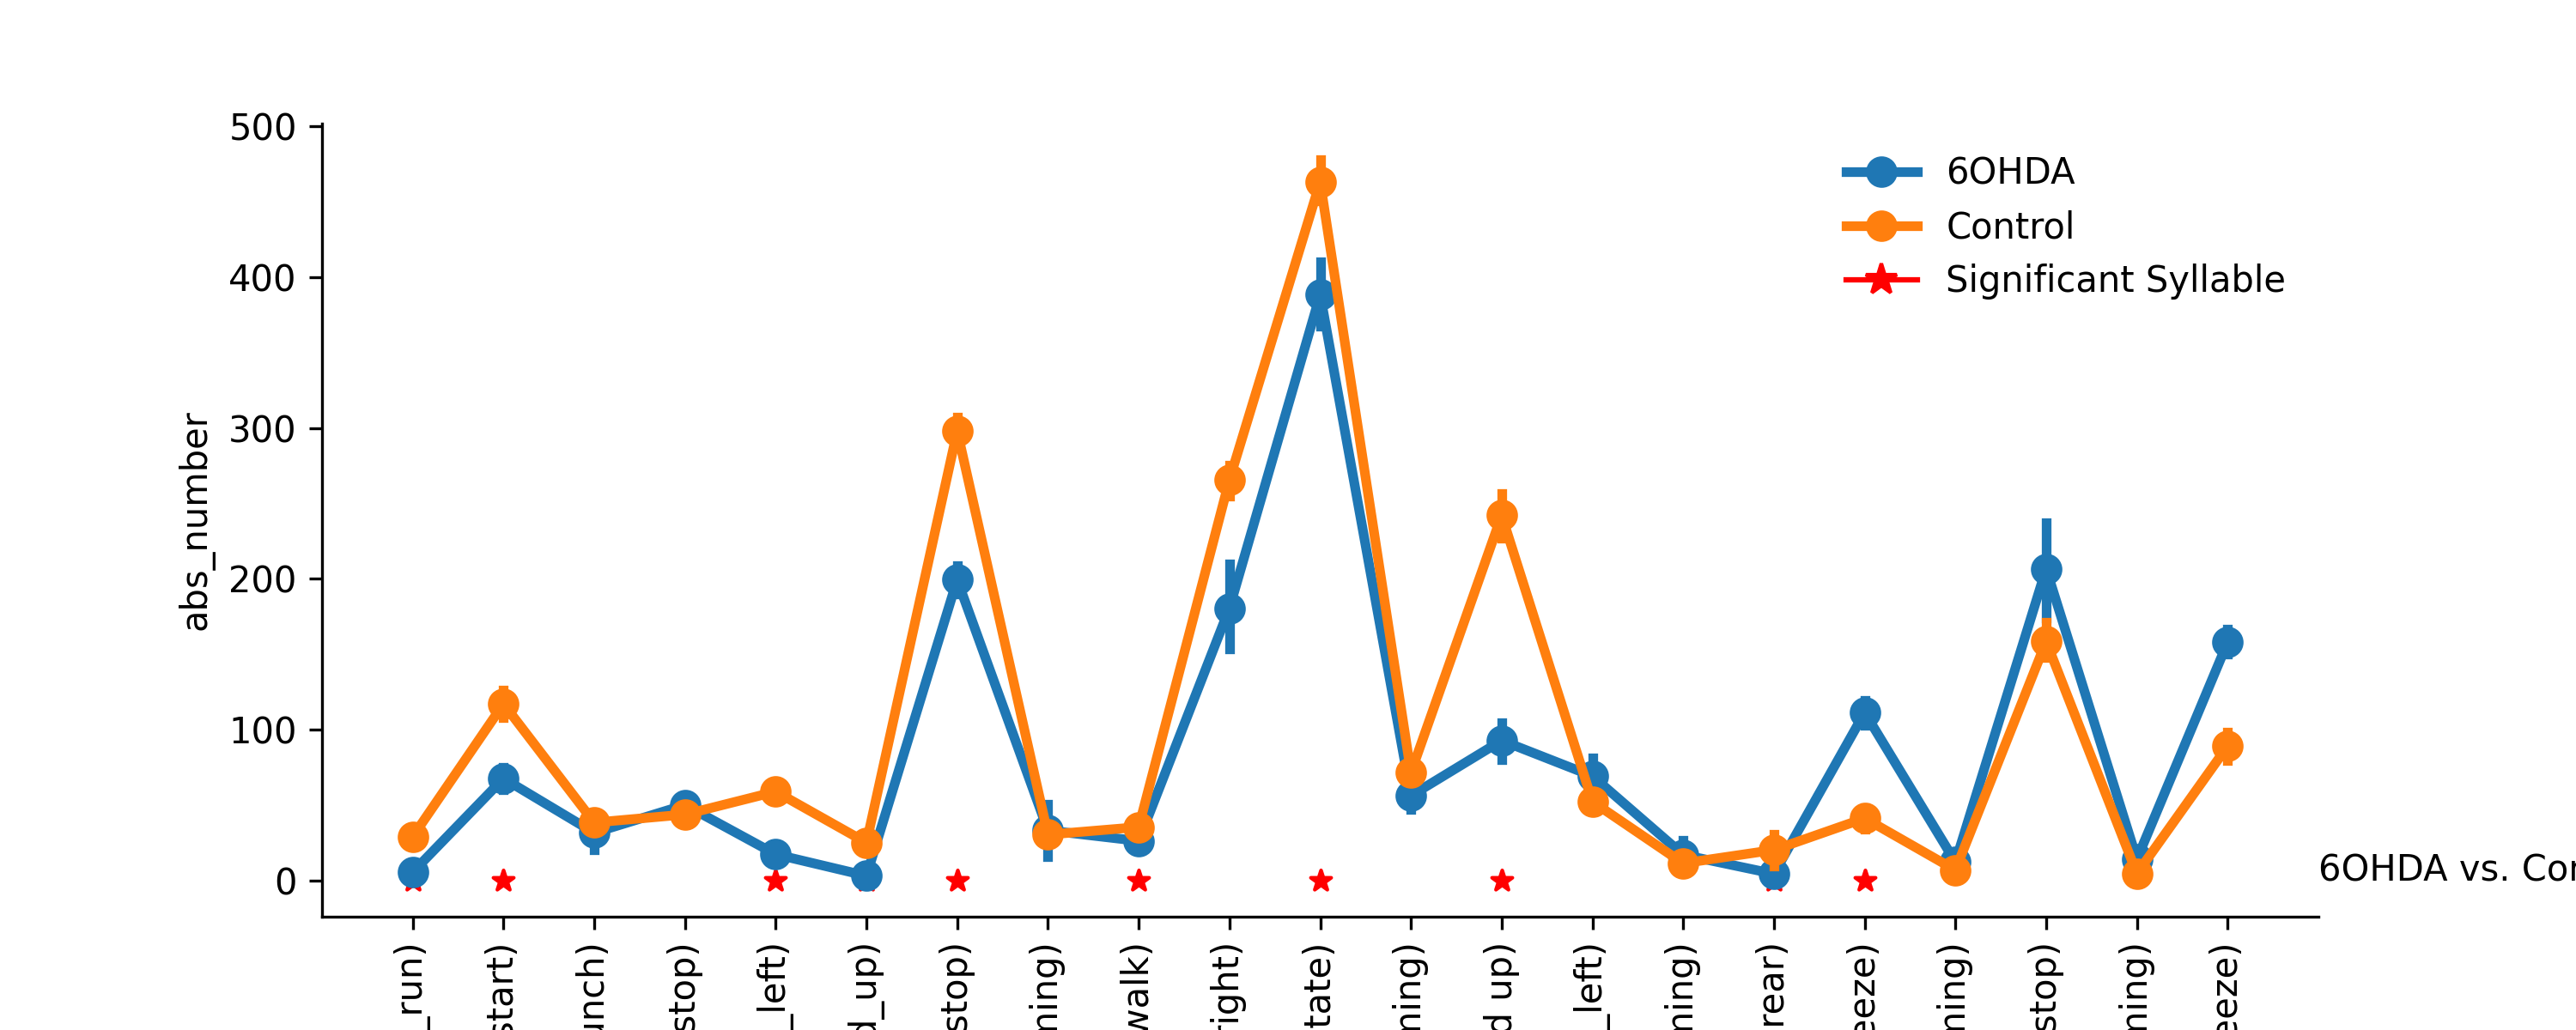 500
400
300
200
100
0
abs_number
6OHDA
Control
Significant Syllable
6OHDA vs. Cor
_run)
start)
unch)
stop)
_left)
d_up)
stop)
ning)
walk)
right)
tate)
ning)
d up)
_left)
ning)
rear)
eeze)
ning)
stop)
ning)
eeze)